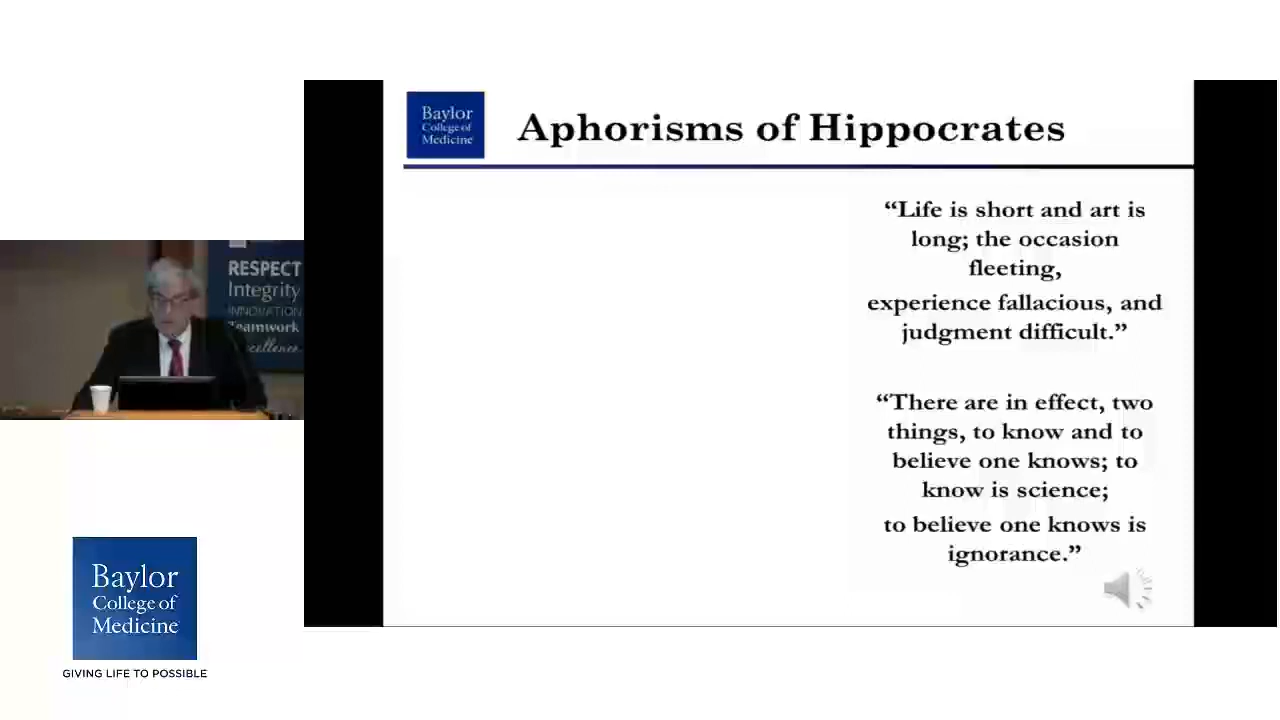 Baylor
College of
Medicine
Aphorisms of Hippocrates
“Life is short and art is
long; the occasion
fleeting,
experience fallacious, and
judgment difficult.”
“There are in effect, two
things, to know and to
believe one knows; to
know is science;
to believe one knows is
ignorance.”
RESPECT
Integrity
INNOVATION
Teamwork
Baylor
College of
Medicine
GIVING LIFE TO POSSIBLE